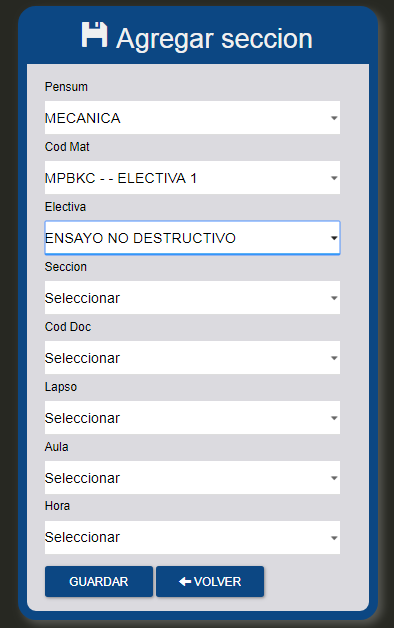 Agregar seccion
Pensum
MECANICA
Cod Mat
MPBKC - - ELECTIVA 1
Electiva
ENSAYO NO DESTRUCTIVO
Seccion
Seleccionar
Cod Doc
Seleccionar
Lapso
Seleccionar
Aula
Seleccionar
Hora
Seleccionar
GUARDAR VOLVER